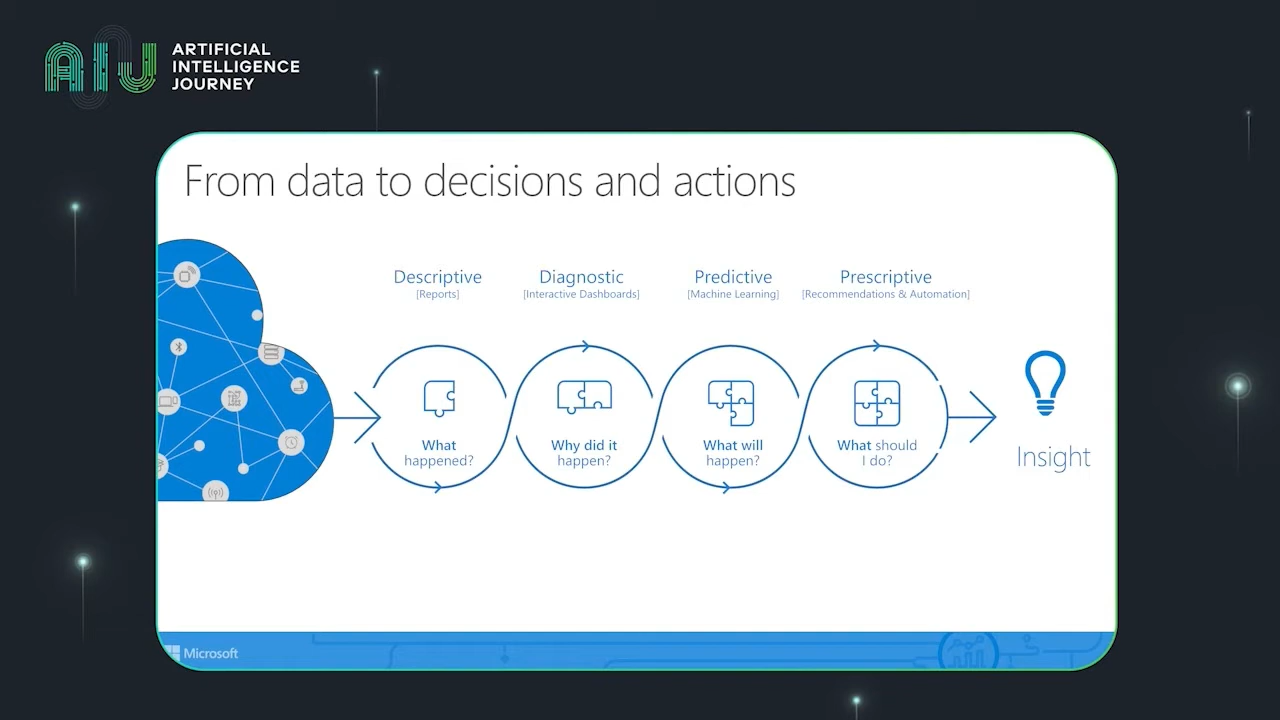 ARTIFICIAL
INTELLIGENCE
JOURNEY
From data to decisions and actions
Descriptive
[Reports]
Diagnostic
[Interactive Dashboards]
Predictive
[Machine Learning]
Prescriptive
[Recommendations & Automation]
What
happened?
Why did it
happen?
What will
happen?
What should
I do?
Insight
Microsoft